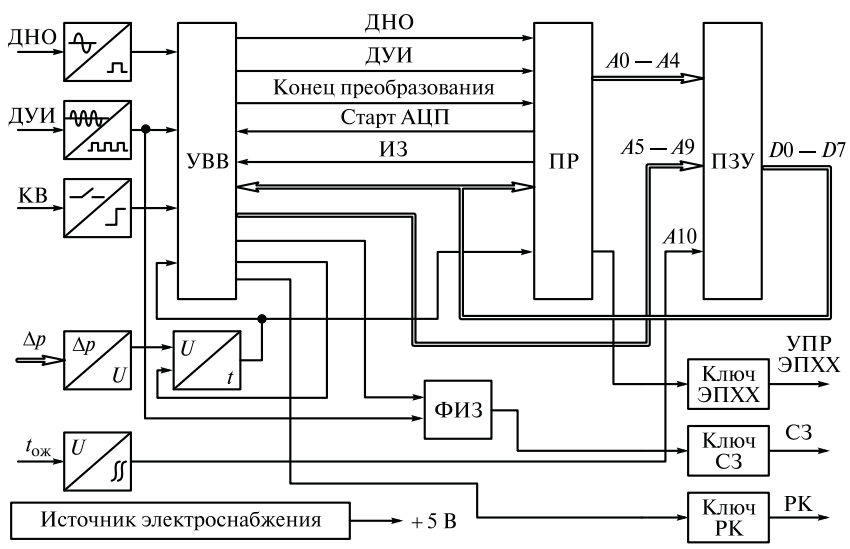 ДНО
ДУИ
КВ
УВВ
ДНО
ДУИ
Конец преобразования
Старт АЦП
ИЗ
ПР
A0 – A4
A5 – A9
A10
ПЗУ
D0 – D7
Δp
Δp
U
U
t
tож
U
∫∫
ФИЗ
Ключ
ЭПХХ
УПР
ЭПХХ
Ключ
СЗ
СЗ
Ключ
РК
РК
Источник электроснабжения
+ 5 В